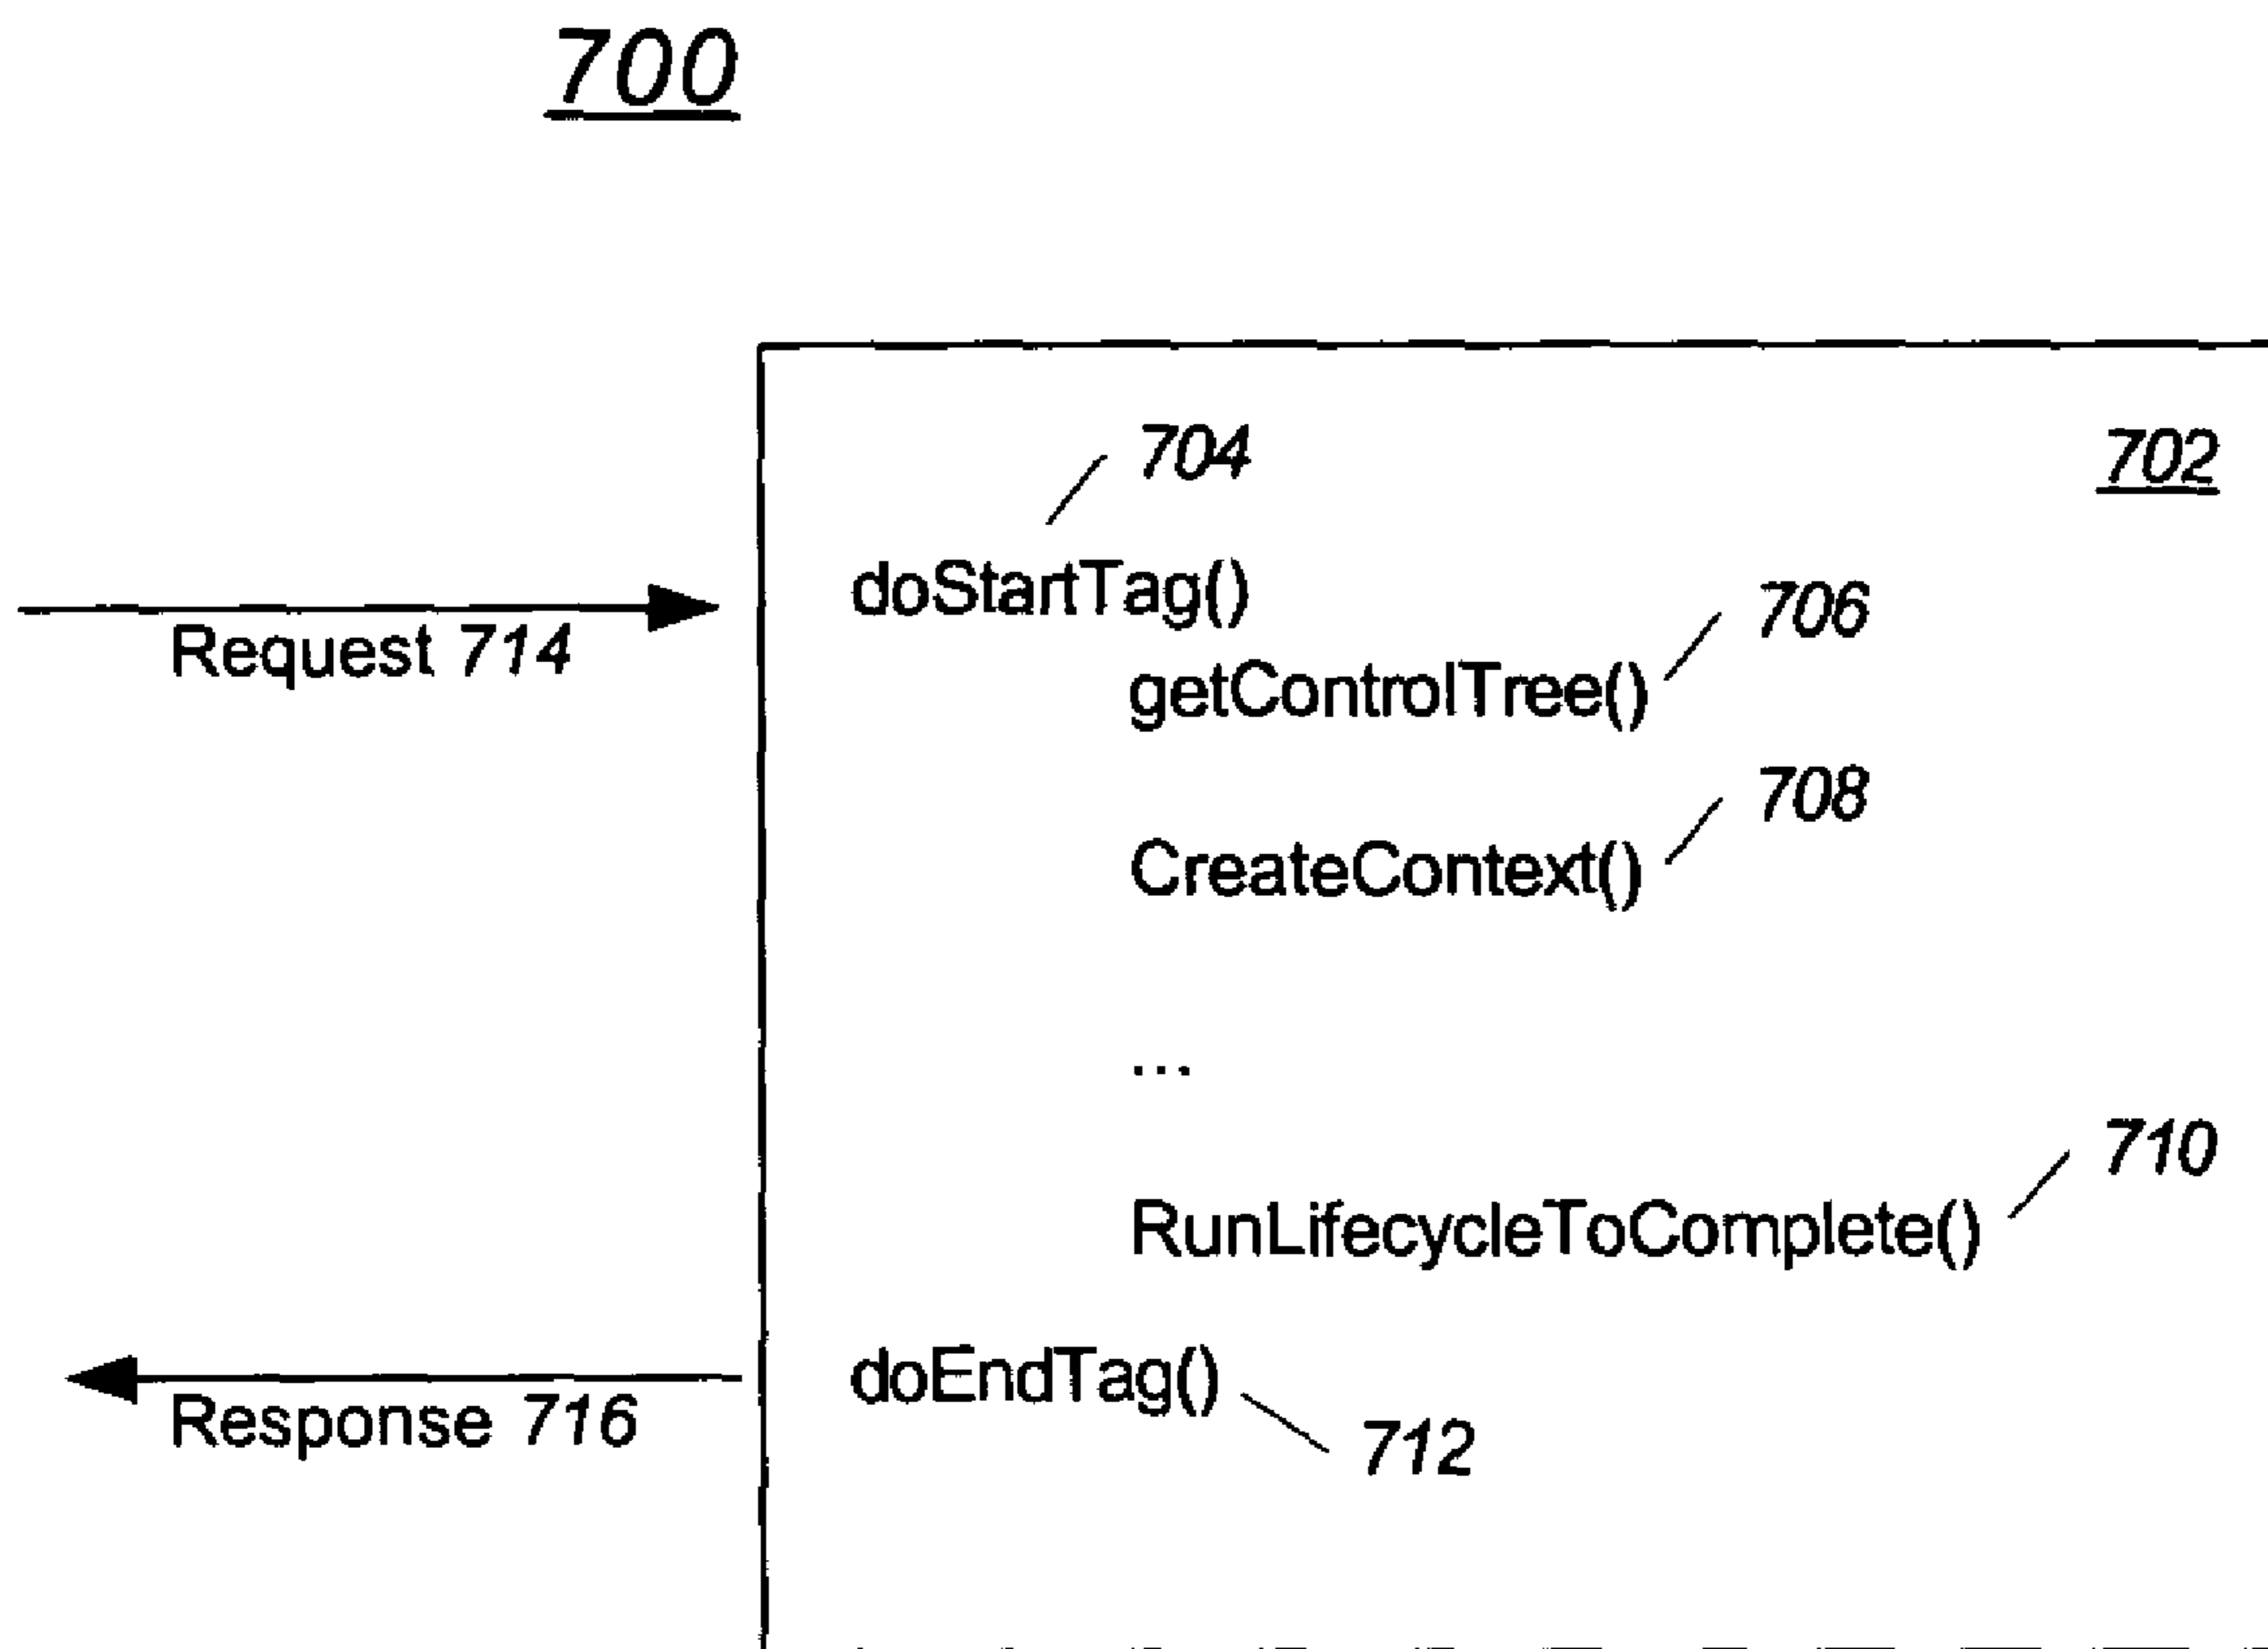 700
704
702
doStartTag()
706
Request 714
getControlTree()
708
CreateContext()
...
710
RunLifecycleToComplete()
doEndTag()
Response 716
712